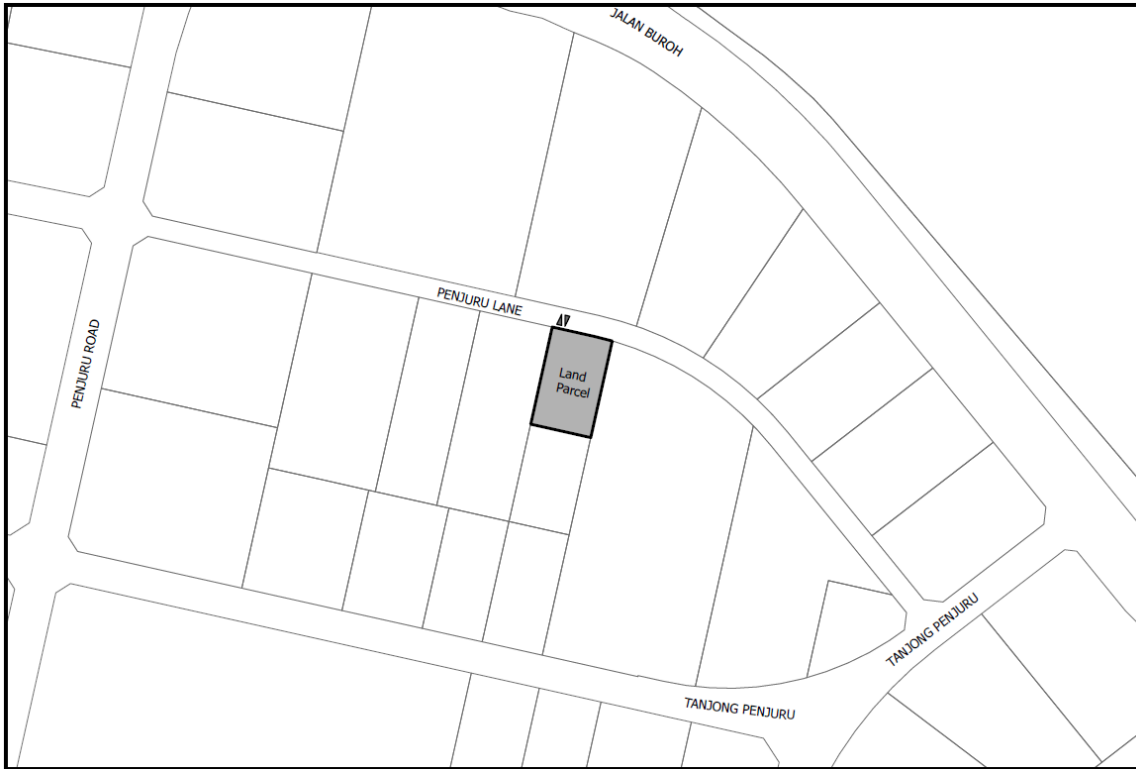 JALAN BUROH
PENJURU LANE
Land
Parcel
PENJURU ROAD
TANJONG PENJURU
TANJONG PENJURU